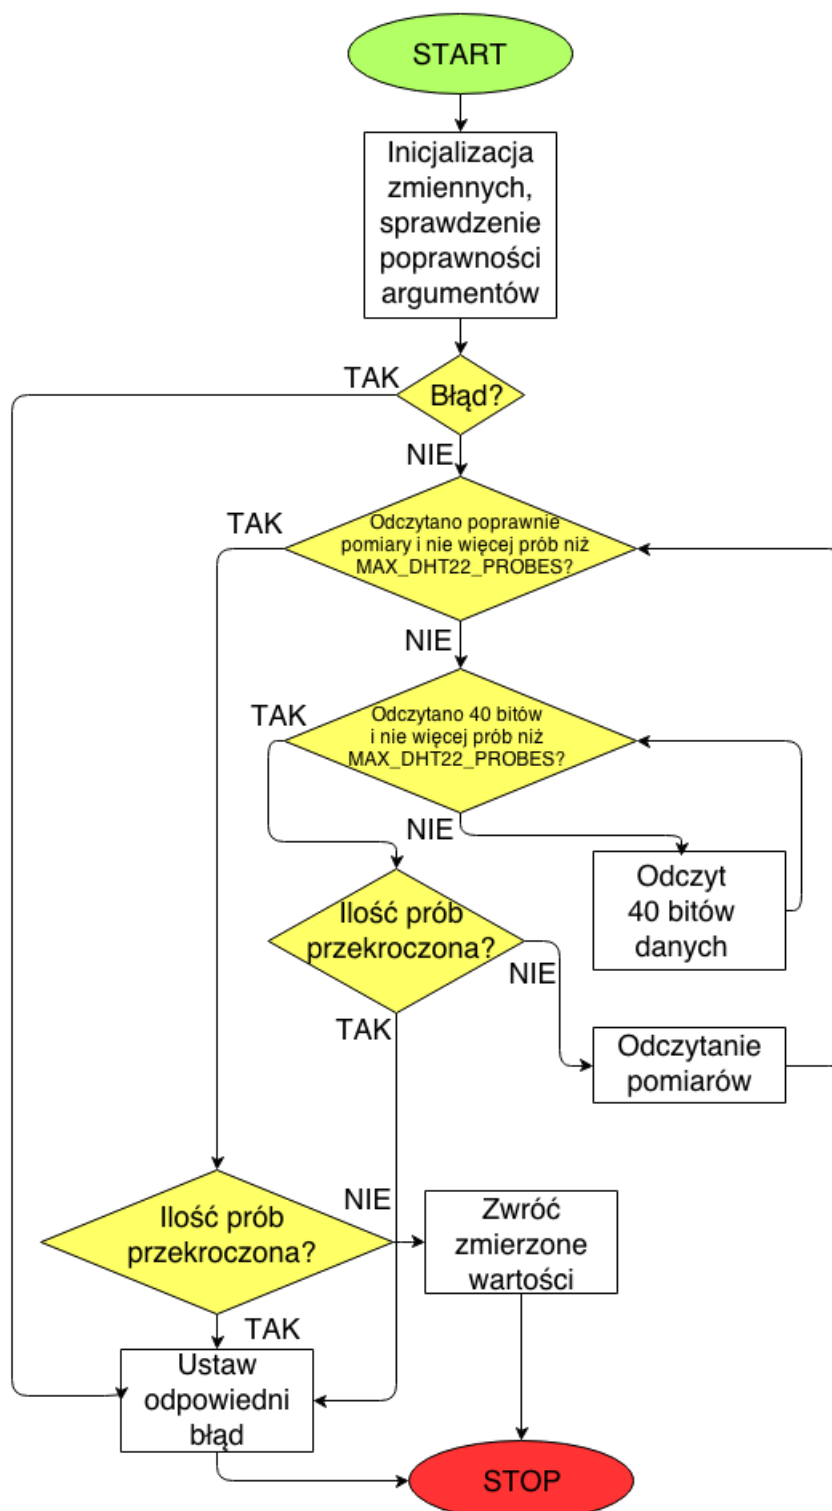 START
Inicjalizacja
zmiennych,
sprawdzenie
poprawności
argumentów
TAK
Błąd?
NIE
TAK
Odczytano poprawnie
pomiary i nie więcej prób niż
MAX_DHT22_PROBES?
NIE
TAK
Odczytano 40 bitów
i nie więcej prób niż
MAX_DHT22_PROBES?
NIE
Odczyt
40 bitów
danych
Ilość prób
przekroczona?
NIE
TAK
Odczytanie
pomiarów
Ilość prób
przekroczona?
NIE
Zwróć
zmierzone
wartości
TAK
Ustaw
odpowiedni
błąd
STOP